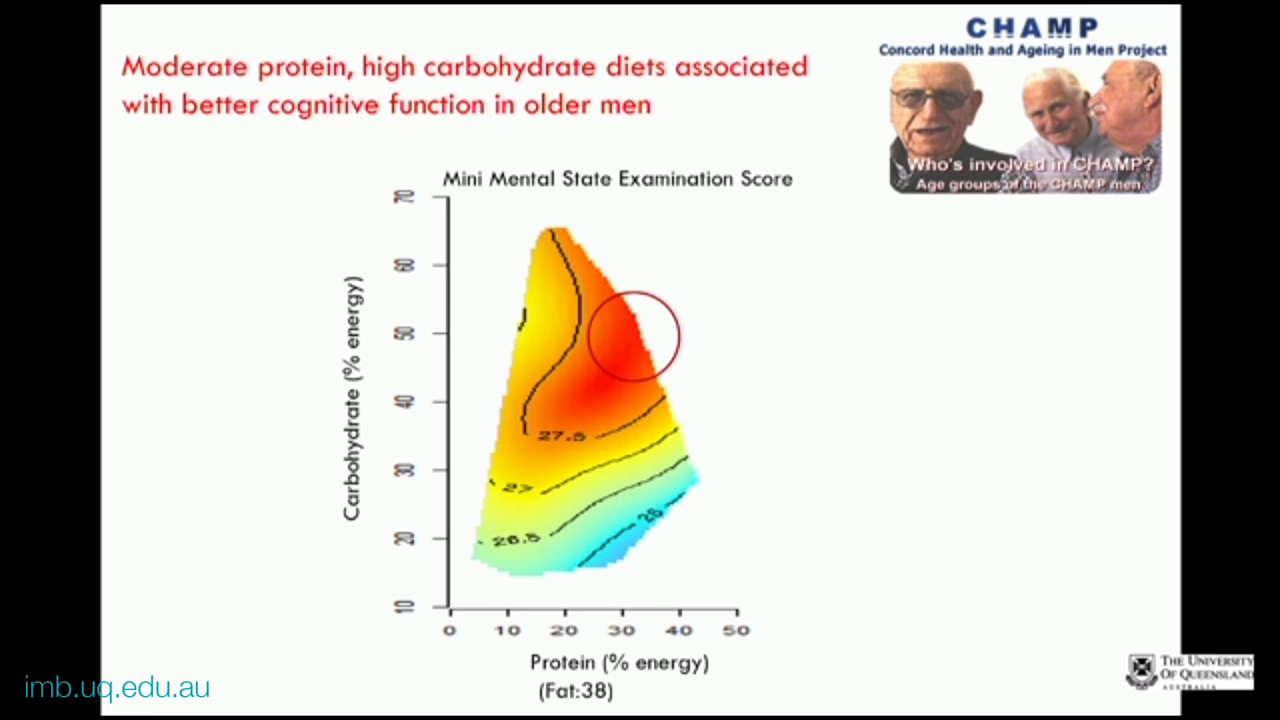 CHAMP
Concord Health and Ageing in Men Project
Moderate protein, high carbohydrate diets associated
with better cognitive function in older men
Who's involved in CHAMP?
Age groups of the CHAMP men
Mini Mental State Examination Score
Carbohydrate (% energy)
70
60
50
40
30
20
10
27.5
27
26.5
26
0 10 20 30 40 50
Protein (% energy)
(Fat:38)
imb.uq.edu.au
THE UNIVERSITY
OF QUEENSLAND
AUSTRALIA